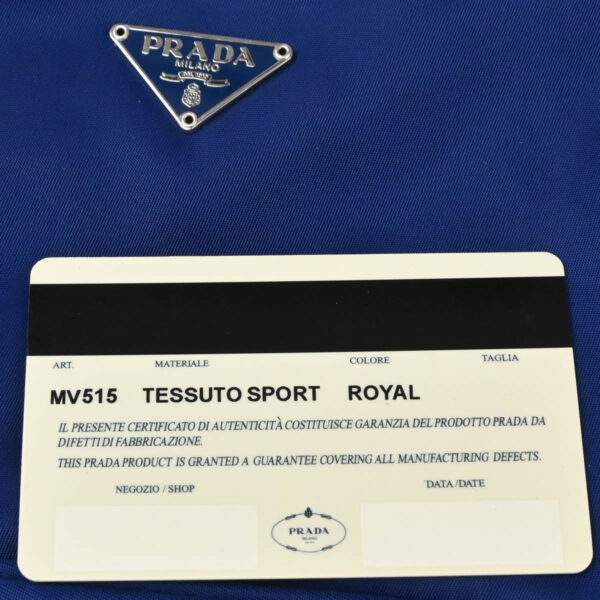 PRADA
MILANO
DAL 1913
ART. MATERIALE COLORE TAGLIA
MV515 TESSUTO SPORT ROYAL
IL PRESENTE CERTIFICATO DI AUTENTICITÀ COSTITUISCE GARANZIA DEL PRODOTTO PRADA DA
DIFETTI DI FABBRICAZIONE.
THIS PRADA PRODUCT IS GRANTED A GUARANTEE COVERING ALL MANUFACTURING DEFECTS.
NEGOZIO / SHOP DATA /DATE
PRADA
MILANO